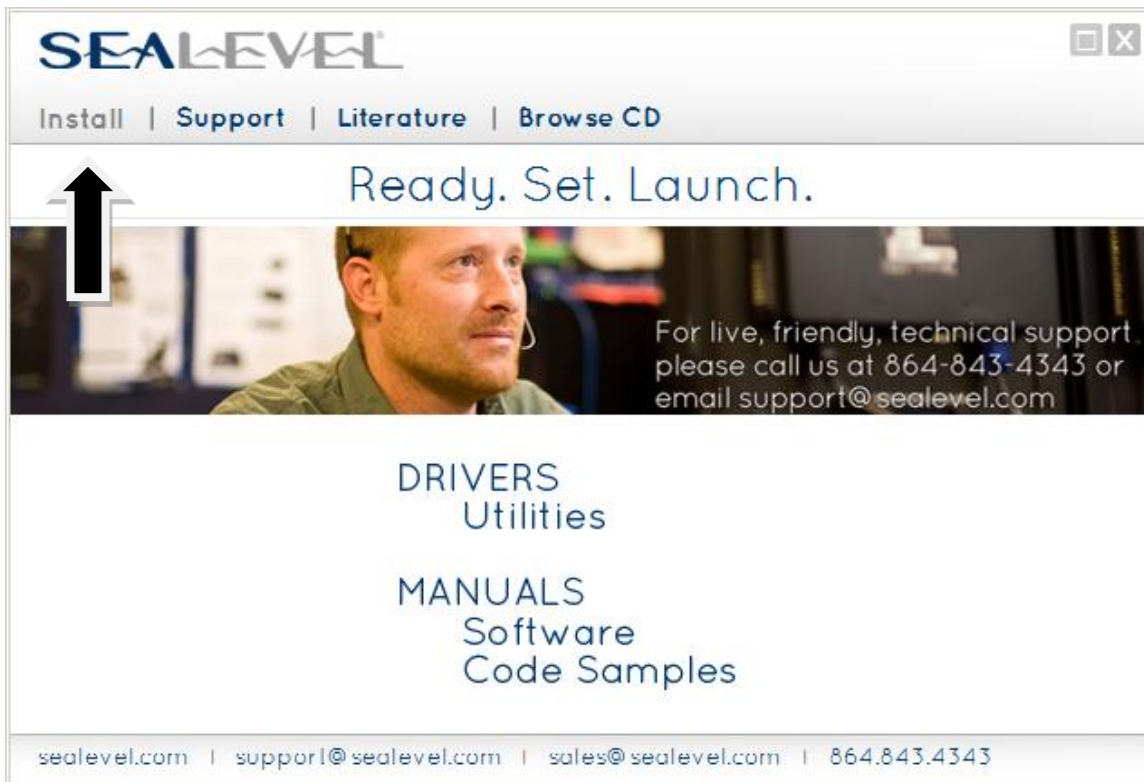 SEALEVEL
Install | Support | Literature | Browse CD
Ready. Set. Launch.
For live, friendly, technical support
please call us at 864-843-4343 or
email support@sealevel.com
DRIVERS
Utilities
MANUALS
Software
Code Samples
sealevel.com | support@sealevel.com | sales@sealevel.com | 864.843.4343